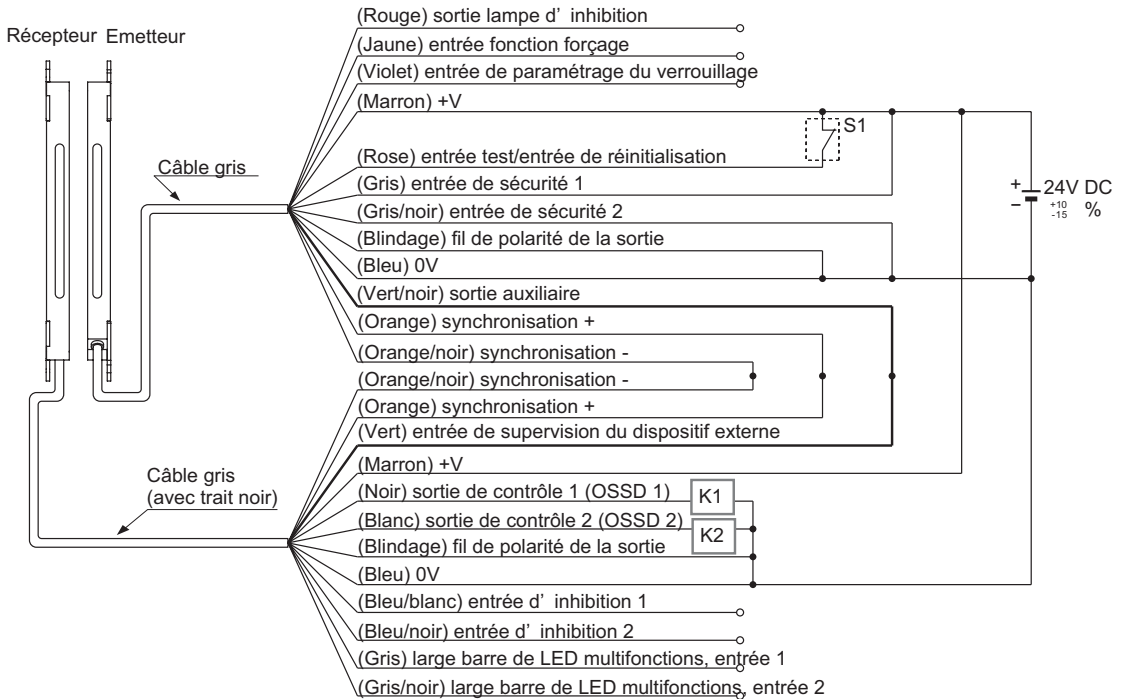 Récepteur Emetteur
(Rouge) sortie lampe d' inhibition
(Jaune) entrée fonction forçage
(Violet) entrée de paramétrage du verrouillage
(Marron) +V
S1
(Rose) entrée test/entrée de réinitialisation
Câble gris
(Gris) entrée de sécurité 1
+ 24V DC
- +10 -15 %
(Gris/noir) entrée de sécurité 2
(Blindage) fil de polarité de la sortie
(Bleu) 0V
(Vert/noir) sortie auxiliaire
(Orange) synchronisation +
(Orange/noir) synchronisation -
(Orange/noir) synchronisation -
(Orange) synchronisation +
(Vert) entrée de supervision du dispositif externe
(Marron) +V
Câble gris
(avec trait noir)
(Noir) sortie de contrôle 1 (OSSD 1) K1
(Blanc) sortie de contrôle 2 (OSSD 2) K2
(Blindage) fil de polarité de la sortie
(Bleu) 0V
(Bleu/blanc) entrée d' inhibition 1
(Bleu/noir) entrée d' inhibition 2
(Gris) large barre de LED multifonctions, entrée 1
(Gris/noir) large barre de LED multifonctions, entrée 2